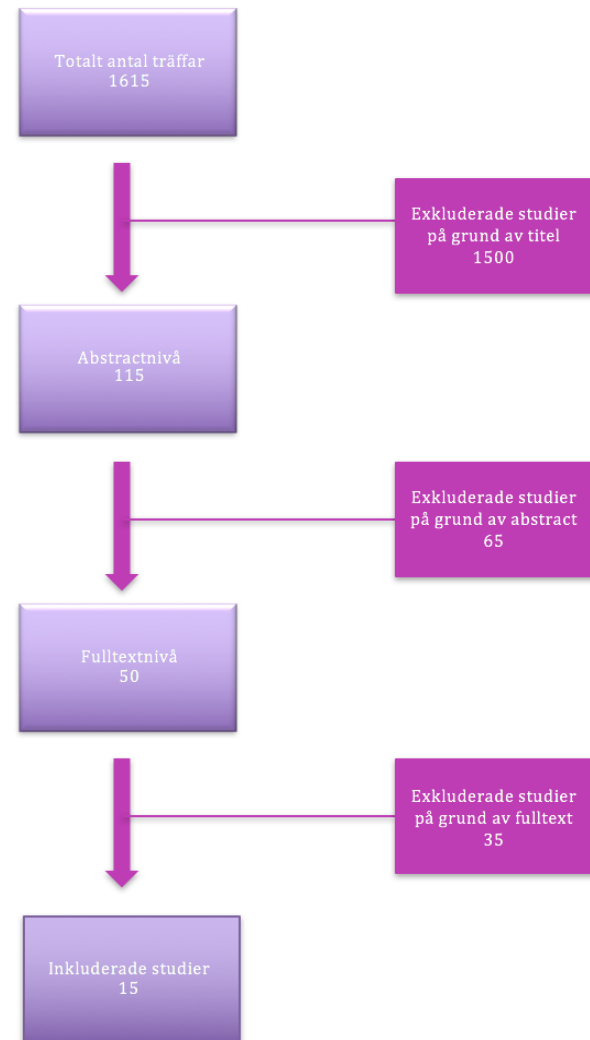 Totalt antal träffar
1615
Exkluderade studier
på grund av titel
1500
Abstractnivå
115
Exkluderade studier
på grund av abstract
65
Fulltextnivå
50
Exkluderade studier
på grund av fulltext
35
Inkluderade studier
15